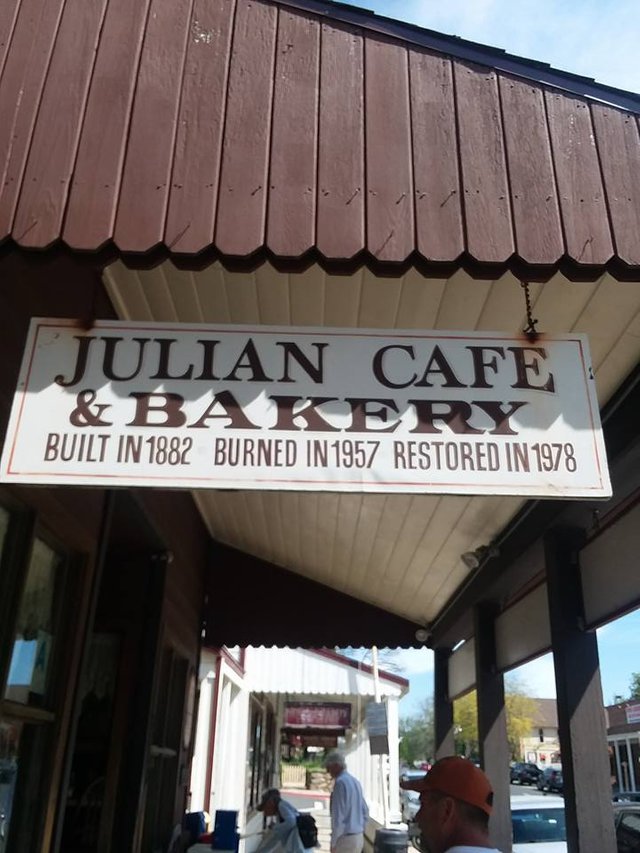 JULIAN CAFE
& BAKERY
BUILT IN 1882 BURNED IN 1957 RESTORED IN 1978